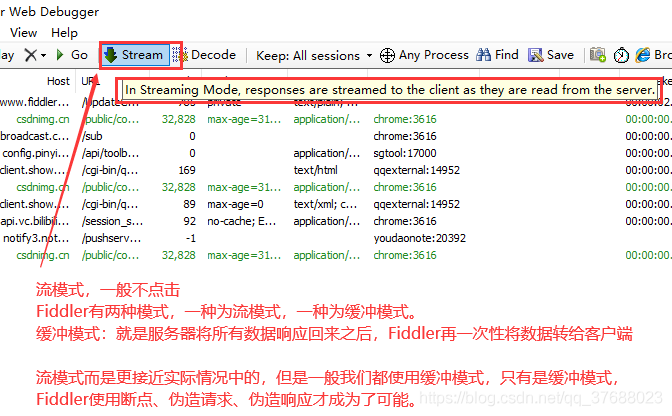 r Web Debugger
View Help
lay Go Stream Decode Keep: All sessions Any Process Find Save Bro
Host URL
In Streaming Mode, responses are streamed to the client as they are read from the server.
www.fiddler... /updatec... 785 private text/plain; ... 00:00:02.
csdnimg.cn /public/co... 32,828 max-age=31... application/... chrome:3616 00:00:00.
broadcast.c... /sub 0 chrome:3616
config.pinyi... /api/toolb... 0 application/... sgtool:17000 00:00:00.
client.show... /cgi-bin/q... 169 text/html qqexternal:14952 00:00:00.
csdnimg.cn /public/co... 32,828 max-age=31... application/... chrome:3616 00:00:00.
client.show... /cgi-bin/q... 89 max-age=0 text/xml; c... qqexternal:14952 00:00:00.
api.vc.bilibili... /session_s... 92 no-cache; E... application/... chrome:3616 00:00:00.
notify3.not... /pushserv... -1 youdaonote:20392
csdnimg.cn /public/co... 32,828 max-age=31... application/... chrome:3616 00:00:00.
流模式，一般不点击
Fiddler有两种模式，一种为流模式，一种为缓冲模式。
缓冲模式：就是服务器将所有数据响应回来之后，Fiddler再一次性将数据转给客户端
流模式而是更接近实际情况中的，但是一般我们都使用缓冲模式，只有是缓冲模式，
Fiddler使用断点、伪造请求、伪造响应才成为了可能。
https://blog.csdn.net/qq_37688023